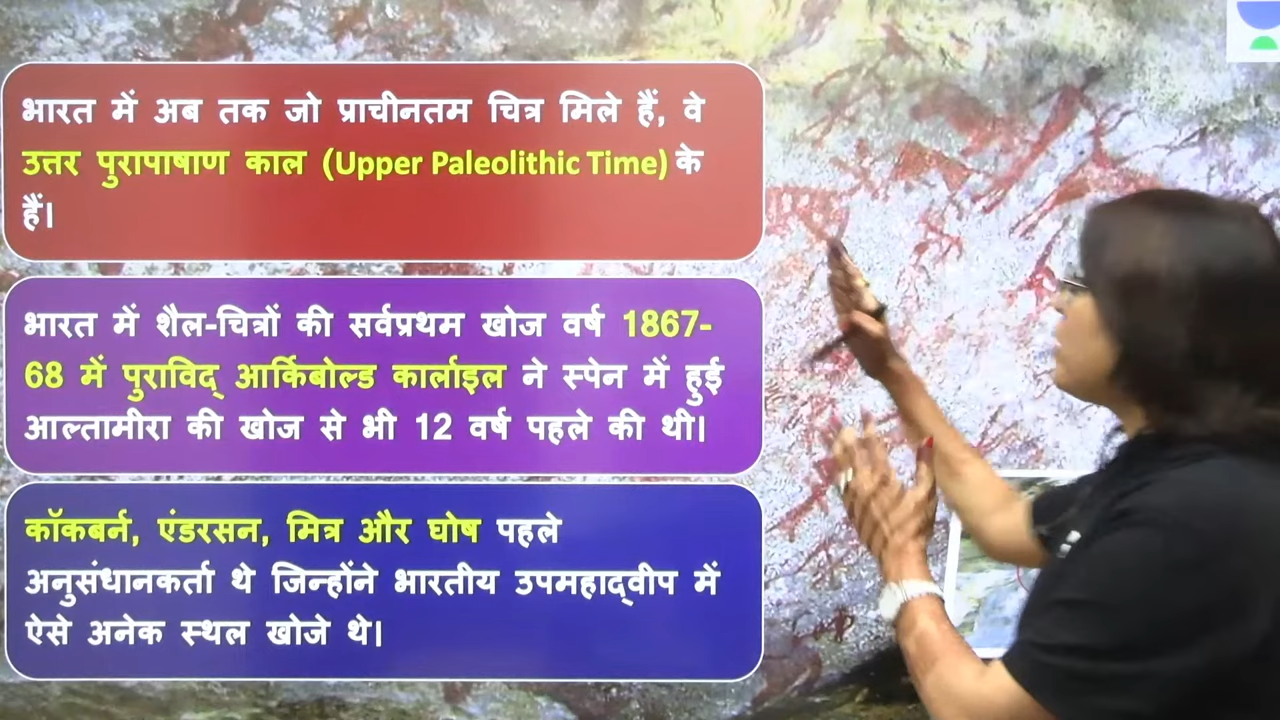 भारत में अब तक जो प्राचीनतम चित्र मिले हैं, वे
उत्तर पुरापाषाण काल (Upper Paleolithic Time) के
हैं।
भारत में शैल-चित्रों की सर्वप्रथम खोज वर्ष 1867-
68 में पुराविद् आर्किबोल्ड कार्लाइल ने स्पेन में हुई
आल्तामीरा की खोज से भी 12 वर्ष पहले की थी।
कॉकबर्न, एंडरसन, मित्र और घोष पहले
अनुसंधानकर्ता थे जिन्होंने भारतीय उपमहाद्वीप में
ऐसे अनेक स्थल खोजे थे।